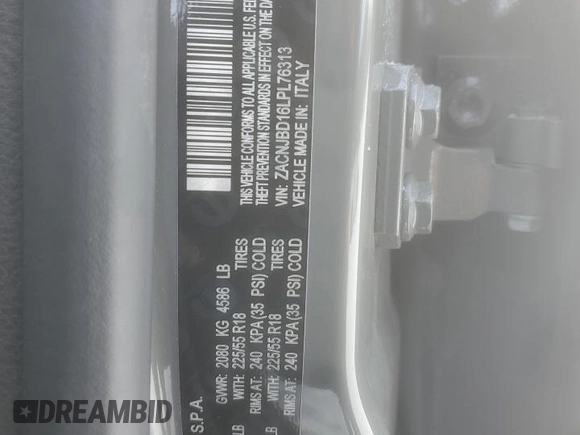 THIS VEHICLE CONFORMS TO ALL APPLICABLE U.S. FED
THEFT PREVENTION STANDARDS IN EFFECT ON THE DA
VIN: ZACNJBD16LPL76313
VEHICLE MADE IN: ITALY
S.P.A.
GVWR: 2080 KG 4586 LB
WITH: 225/55 R18 TIRES
RIMS AT: 240 KPA (35 PSI) COLD
LB
WITH: 225/55 R18 TIRES
RIMS AT: 240 KPA (35 PSI) COLD
LB
DREAMBID